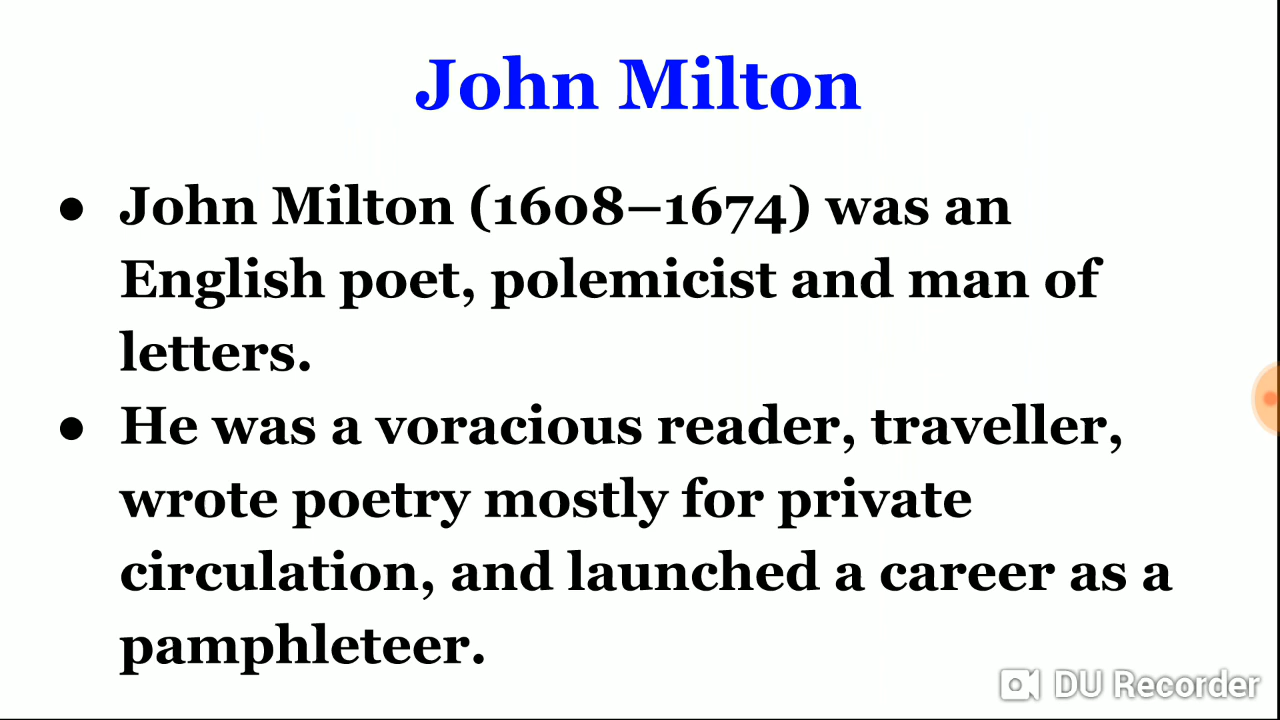 John Milton
● John Milton (1608–1674) was an
English poet, polemicist and man of
letters.
● He was a voracious reader, traveller,
wrote poetry mostly for private
circulation, and launched a career as a
pamphleteer.
DU Recorder